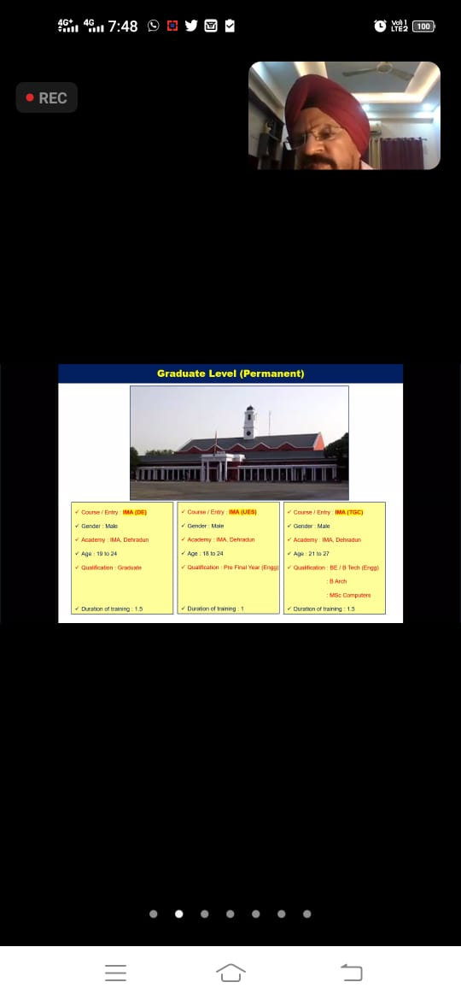 4G+ 4G 7:48 Vo) 1 LTE2 100
REC
Graduate Level (Permanent)
✓ Course / Entry : IMA (DE)
✓ Gender : Male
✓ Academy : IMA, Dehradun
✓ Age : 19 to 24
✓ Qualification : Graduate
✓ Duration of training : 1.5
✓ Course / Entry : IMA (UES)
✓ Gender : Male
✓ Academy : IMA, Dehradun
✓ Age : 18 to 24
✓ Qualification : Pre Final Year (Engg)
✓ Duration of training : 1
✓ Course / Entry : IMA (TGC)
✓ Gender : Male
✓ Academy : IMA, Dehradun
✓ Age : 21 to 27
✓ Qualification : BE / B Tech (Engg)
: B Arch
: MSc Computers
✓ Duration of training : 1.5